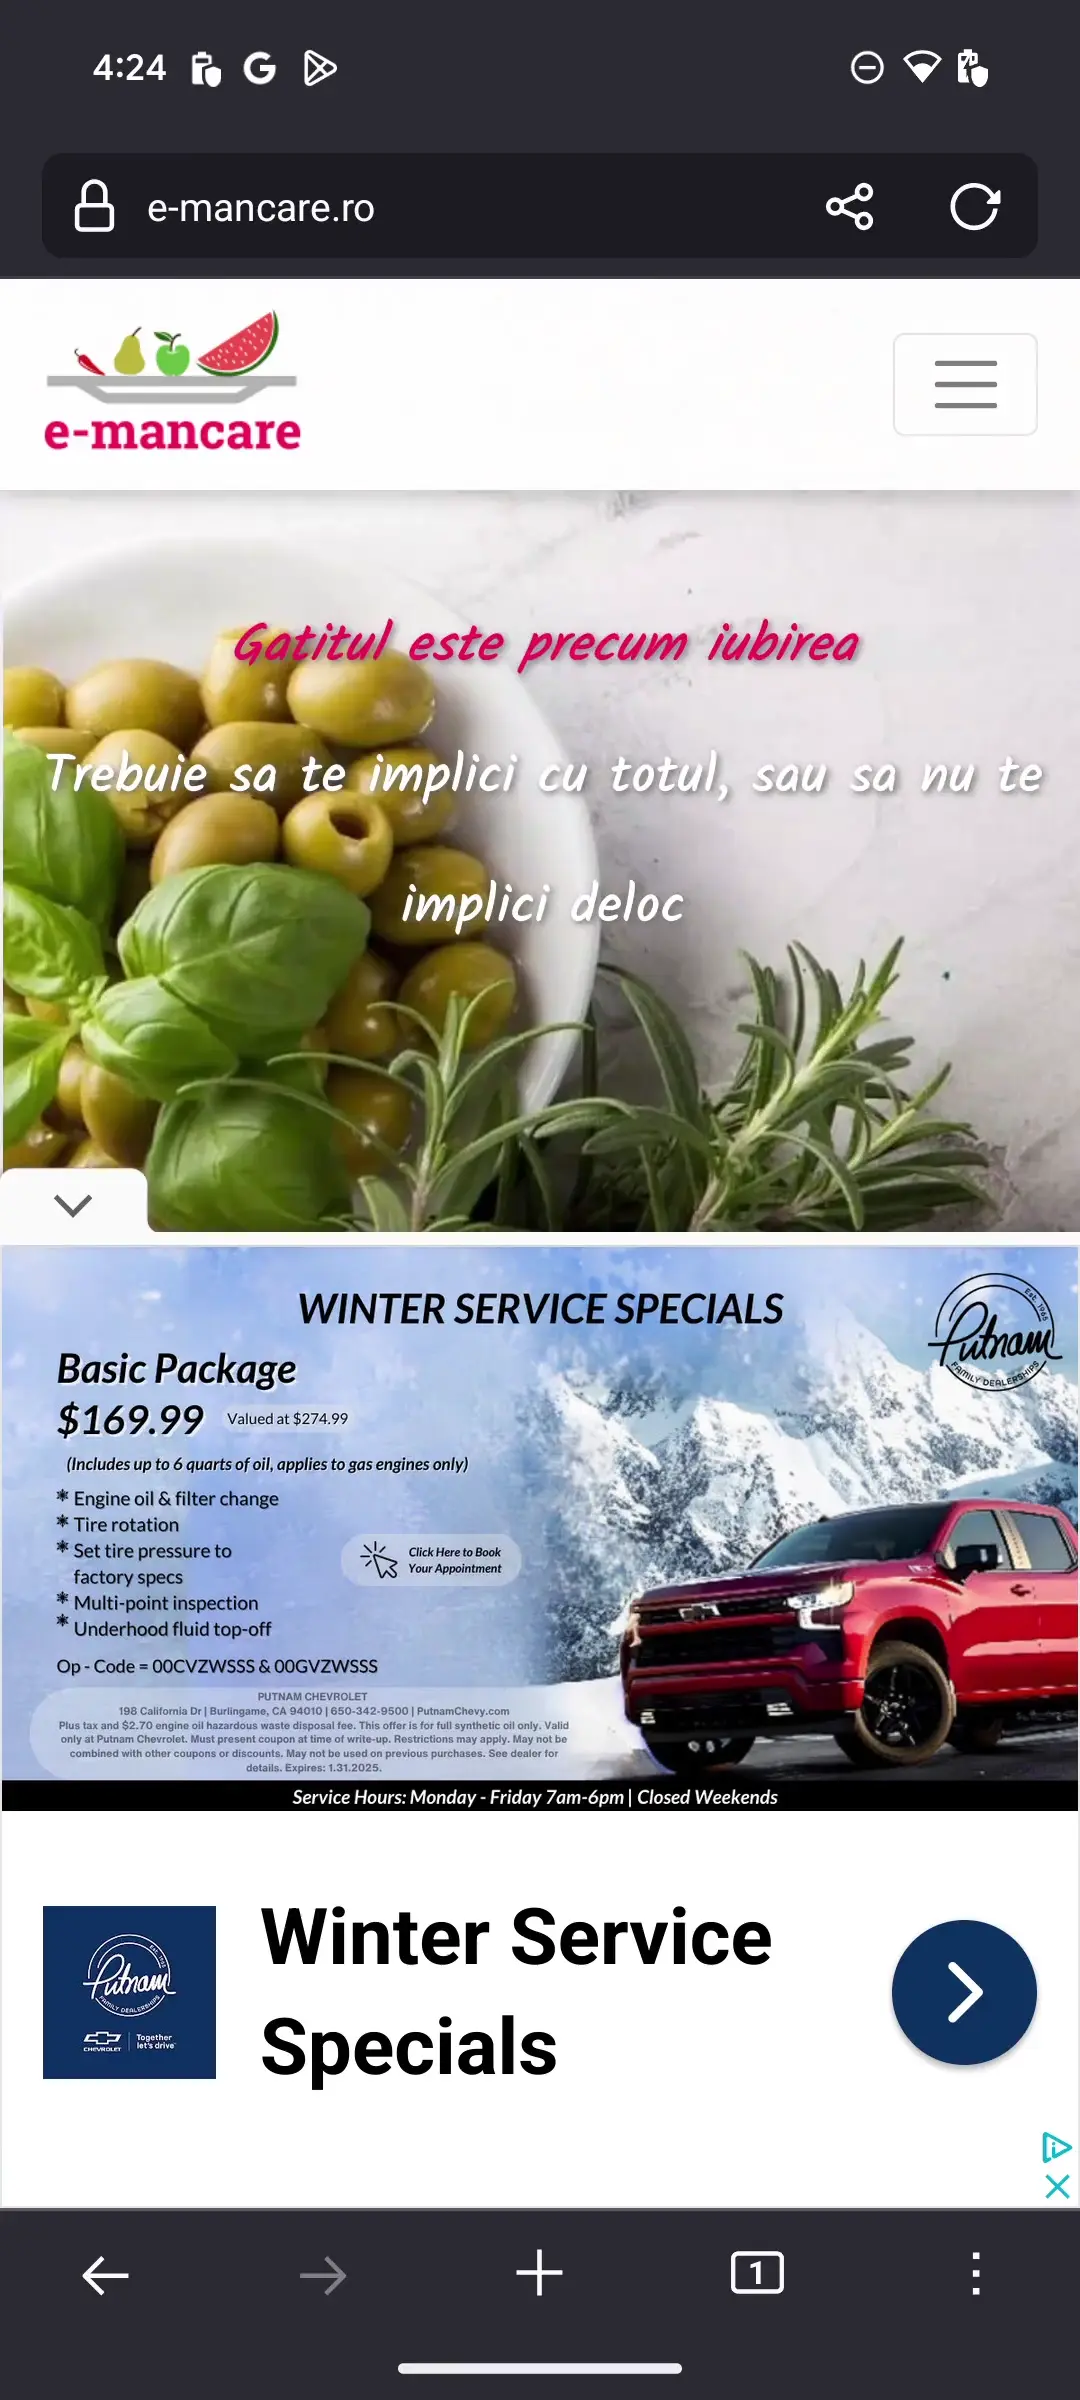 4:24
e-mancare.ro
e-mancare
Gatitul este precum iubirea
Trebuie sa te implici cu totul, sau sa nu te
implici deloc
WINTER SERVICE SPECIALS
Est. 1965
Putnam
FAMILY DEALERSHIPS
Basic Package
$169.99 Valued at $274.99
(Includes up to 6 quarts of oil, applies to gas engines only)
* Engine oil & filter change
* Tire rotation
* Set tire pressure to
factory specs
* Multi-point inspection
* Underhood fluid top-off
Click Here to Book
Your Appointment
Op - Code = 00CVZWSSS & 00GVZWSSS
PUTNAM CHEVROLET
198 California Dr | Burlingame, CA 94010 | 650-342-9500 | PutnamChevy.com
Plus tax and $2.70 engine oil hazardous waste disposal fee. This offer is for full synthetic oil only. Valid
only at Putnam Chevrolet. Must present coupon at time of write-up. Restrictions may apply. May not be
combined with other coupons or discounts. May not be used on previous purchases. See dealer for
details. Expires: 1.31.2025.
Service Hours: Monday - Friday 7am-6pm | Closed Weekends
Est. 1965
Putnam
FAMILY DEALERSHIPS
CHEVROLET
Together
let's drive
Winter Service
Specials
1